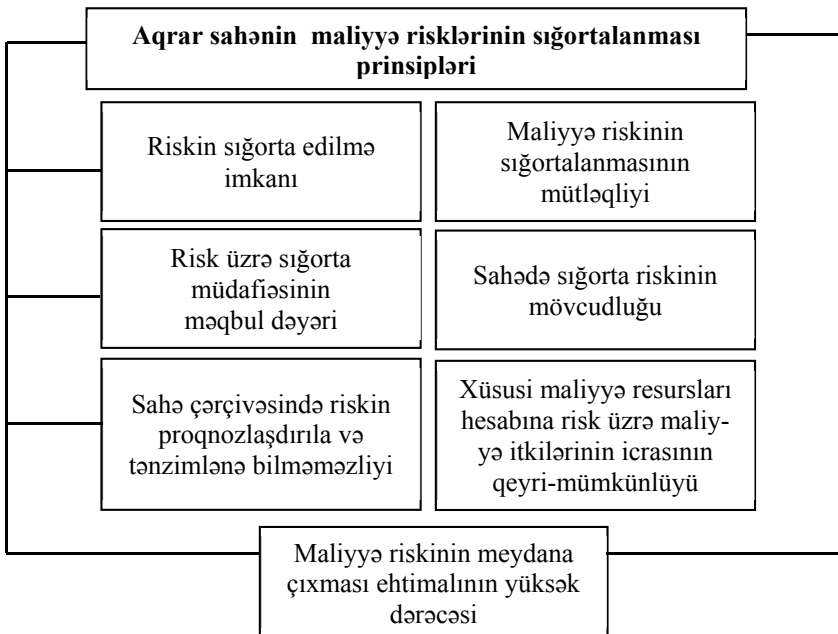 Aqrar sahənin maliyyə risklərinin sığortalanması
prinsipləri
Riskin sığorta edilmə
imkanı
Maliyyə riskinin
sığortalanmasının
mütləqliyi
Risk üzrə sığorta
müdafiəsinin
məqbul dəyəri
Sahədə sığorta riskinin
mövcudluğu
Sahə çərçivəsində riskin
proqnozlaşdırıla və
tənzimlənə bilməməzliyi
Xüsusi maliyyə resursları
hesabına risk üzrə maliy-
yə itkilərinin icrasının
qeyri-mümkünlüyü
Maliyyə riskinin meydana
çıxması ehtimalının yüksək
dərəcəsi